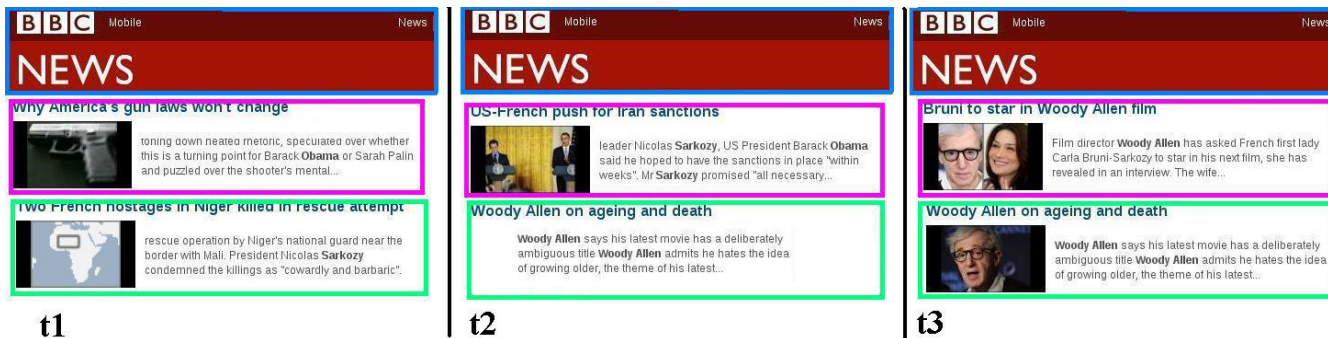 BBC Mobile News
NEWS
Why America's gun laws won't change
toning down heated rhetoric, speculated over whether
this is a turning point for Barack Obama or Sarah Palin
and puzzled over the shooter's mental...
Two French hostages in Niger killed in rescue attempt
rescue operation by Niger's national guard near the
border with Mali. President Nicolas Sarkozy
condemned the killings as "cowardly and barbaric".
t1
BBC Mobile News
NEWS
US-French push for Iran sanctions
leader Nicolas Sarkozy, US President Barack Obama
said he hoped to have the sanctions in place "within
weeks". Mr Sarkozy promised "all necessary...
Woody Allen on ageing and death
Woody Allen says his latest movie has a deliberately
ambiguous title Woody Allen admits he hates the idea
of growing older, the theme of his latest...
t2
BBC Mobile News
NEWS
Bruni to star in Woody Allen film
Film director Woody Allen has asked French first lady
Carla Bruni-Sarkozy to star in his next film, she has
revealed in an interview. The wife...
Woody Allen on ageing and death
Woody Allen says his latest movie has a deliberately
ambiguous title Woody Allen admits he hates the idea
of growing older, the theme of his latest...
t3